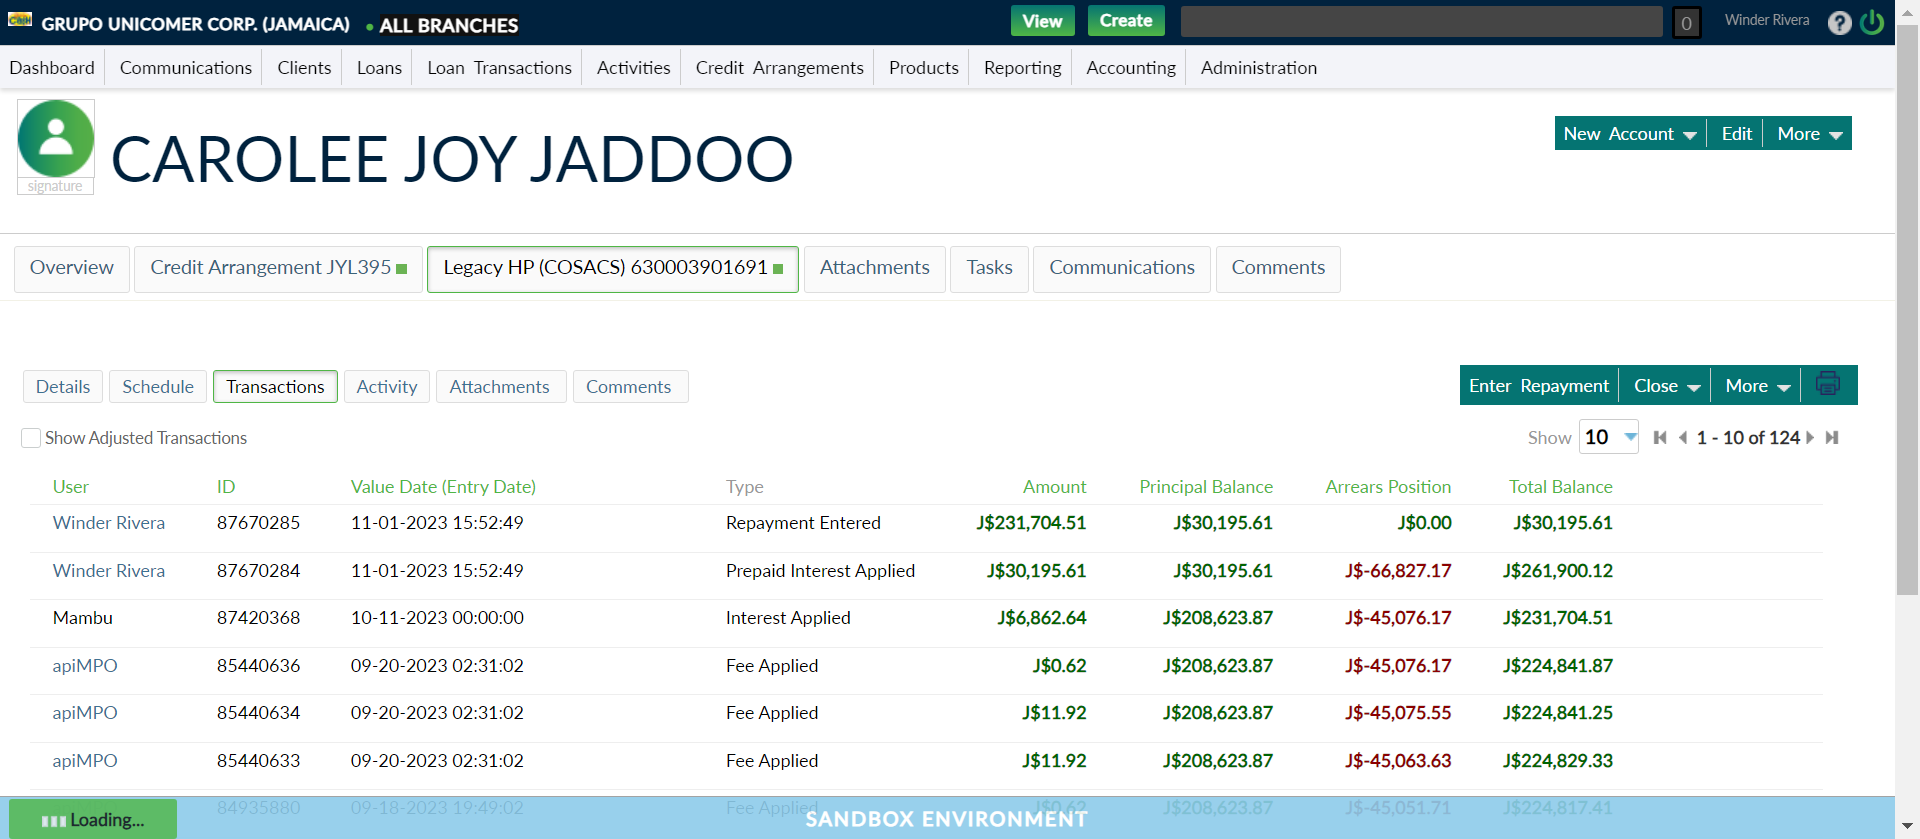 GRUPO UNICOMER CORP. (JAMAICA) • ALL BRANCHES View Create 0 Winder Rivera ?
Dashboard Communications Clients Loans Loan Transactions Activities Credit Arrangements Products Reporting Accounting Administration
signature
CAROLEE JOY JADDOO
New Account Edit More
Overview Credit Arrangement JYL395 Legacy HP (COSACS) 630003901691 Attachments Tasks Communications Comments
Details Schedule Transactions Activity Attachments Comments Enter Repayment Close More
Show Adjusted Transactions Show 10 1 - 10 of 124
User ID Value Date (Entry Date) Type Amount Principal Balance Arrears Position Total Balance
Winder Rivera 87670285 11-01-2023 15:52:49 Repayment Entered J$231,704.51 J$30,195.61 J$0.00 J$30,195.61
Winder Rivera 87670284 11-01-2023 15:52:49 Prepaid Interest Applied J$30,195.61 J$30,195.61 J$-66,827.17 J$261,900.12
Mambu 87420368 10-11-2023 00:00:00 Interest Applied J$6,862.64 J$208,623.87 J$-45,076.17 J$231,704.51
apiMPO 85440636 09-20-2023 02:31:02 Fee Applied J$0.62 J$208,623.87 J$-45,076.17 J$224,841.87
apiMPO 85440634 09-20-2023 02:31:02 Fee Applied J$11.92 J$208,623.87 J$-45,075.55 J$224,841.25
apiMPO 85440633 09-20-2023 02:31:02 Fee Applied J$11.92 J$208,623.87 J$-45,063.63 J$224,829.33
84935880 09-18-2023 19:49:02 Fee Applied J$0.62 J$208,623.87 J$-45,051.71 J$224,817.41
Loading... SANDBOX ENVIRONMENT